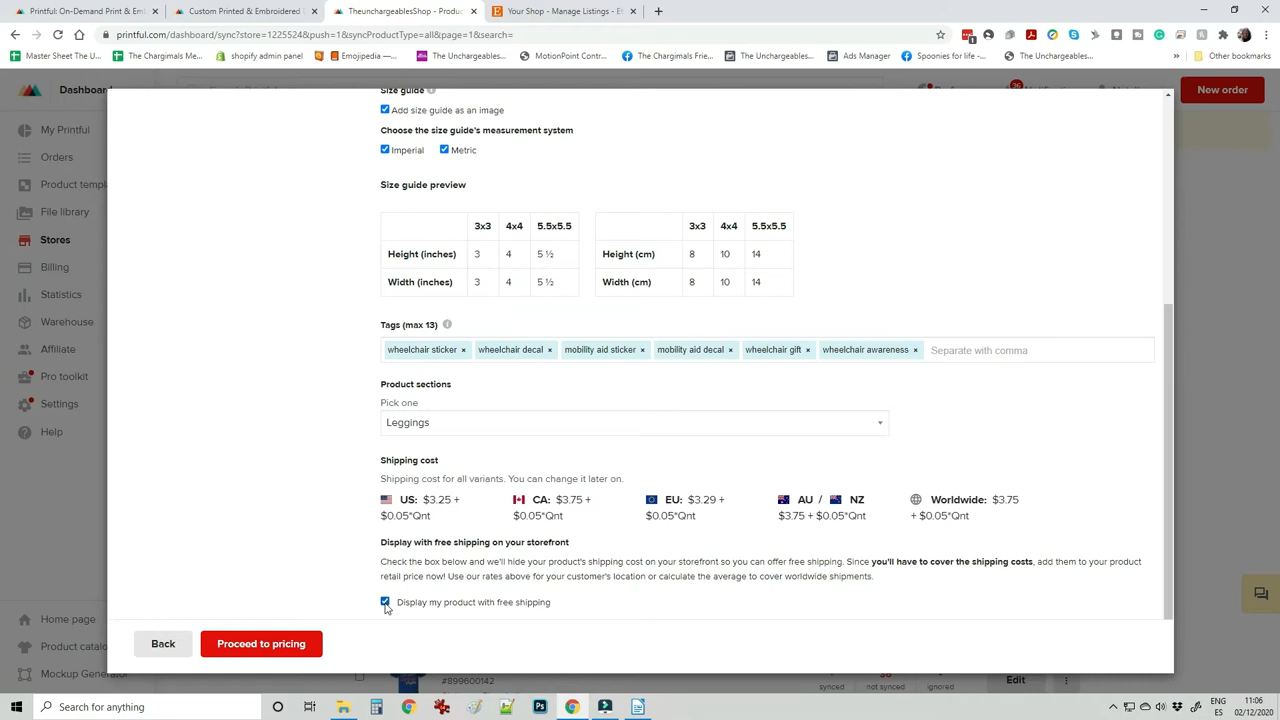 Printful: On-Demand Print & Emb
Custom Printed & Embroidered
TheunchargeablesShop - Product
Your Shop - Manage Listings - Et
printful.com/dashboard/sync?store=1225524&push=1&syncProductType=all&page=1&search=
Master Sheet The U...
The Chargimals Me...
shopify admin panel
Emojipedia —...
The Unchargeables...
MotionPoint Contr...
The Chargimals Frie...
The Unchargeables...
Ads Manager
Spoonies for life -...
The Unchargeables...
Other bookmarks
Dashboard
36
New order
My Printful
Orders
Product templ
File library
Stores
Billing
Statistics
Warehouse
Affiliate
Pro toolkit
Settings
Help
Home page
Product catalo
Mockup Generator
Size guide
Add size guide as an image
Choose the size guide's measurement system
Imperial Metric
Size guide preview
3x3 4x4 5.5x5.5
Height (inches) 3 4 5 ½
Width (inches) 3 4 5 ½
3x3 4x4 5.5x5.5
Height (cm) 8 10 14
Width (cm) 8 10 14
Tags (max 13)
wheelchair sticker × wheelchair decal × mobility aid sticker × mobility aid decal × wheelchair gift × wheelchair awareness × Separate with comma
Product sections
Pick one
Leggings
Shipping cost
Shipping cost for all variants. You can change it later on.
US: $3.25 + $0.05*Qnt
CA: $3.75 + $0.05*Qnt
EU: $3.29 + $0.05*Qnt
AU / NZ $3.75 + $0.05*Qnt
Worldwide: $3.75 + $0.05*Qnt
Display with free shipping on your storefront
Check the box below and we'll hide your product's shipping cost on your storefront so you can offer free shipping. Since you'll have to cover the shipping costs, add them to your product
retail price now! Use our rates above for your customer's location or calculate the average to cover worldwide shipments.
Display my product with free shipping
Back
Proceed to pricing
#899600142
synced
not synced
ignored
Edit
Search for anything
ES
11:06
02/12/2020